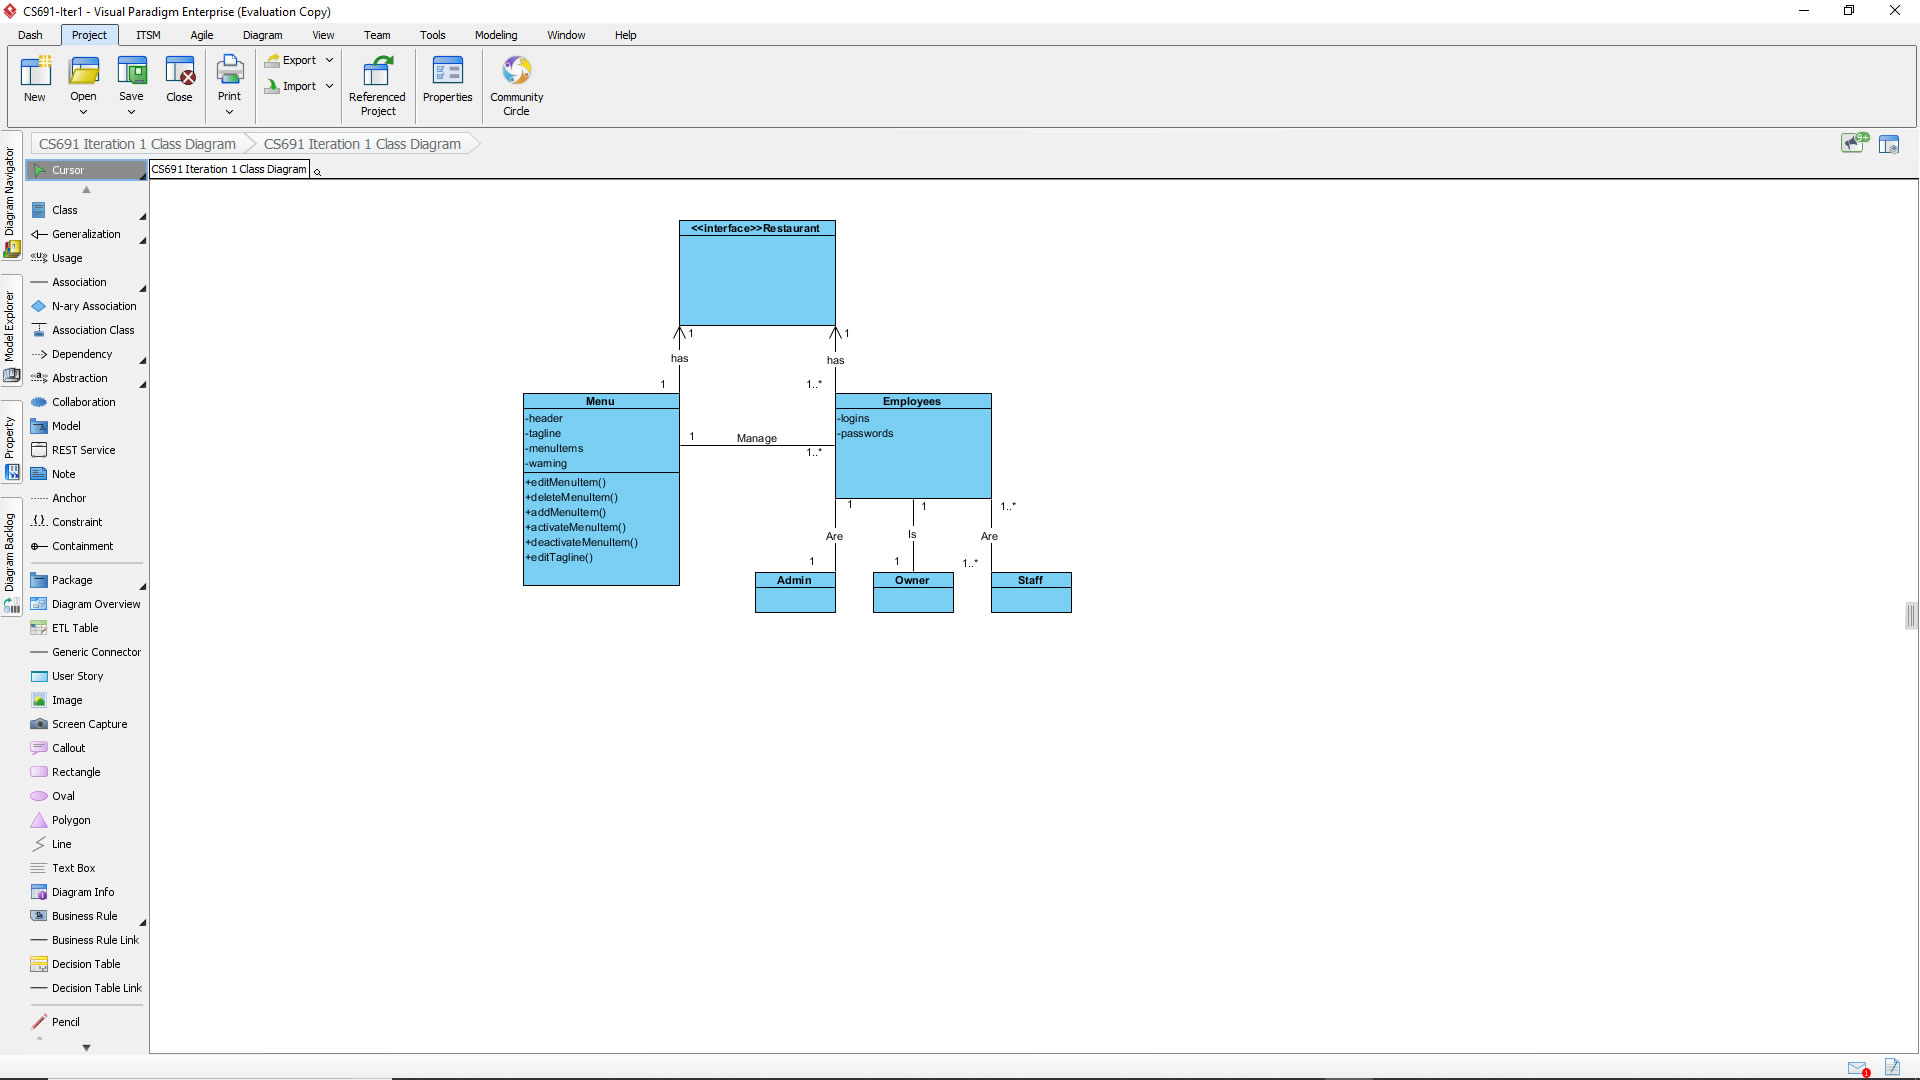 CS691-Iter1 - Visual Paradigm Enterprise (Evaluation Copy)
Dash Project ITSM Agile Diagram View Team Tools Modeling Window Help
New Open Save Close Print Export Import Referenced Project Properties Community Circle
CS691 Iteration 1 Class Diagram CS691 Iteration 1 Class Diagram
9+
CS691 Iteration 1 Class Diagram
Diagram Navigator
Model Explorer
Property
Diagram Backlog
Cursor
Class
Generalization
Usage
Association
N-ary Association
Association Class
Dependency
Abstraction
Collaboration
Model
REST Service
Note
Anchor
Constraint
Containment
Package
Diagram Overview
ETL Table
Generic Connector
User Story
Image
Screen Capture
Callout
Rectangle
Oval
Polygon
Line
Text Box
Diagram Info
Business Rule
Business Rule Link
Decision Table
Decision Table Link
Pencil
<<interface>>Restaurant
1 1
has has
1 1..*
Menu
-header
-tagline
-menuItems
-warning
+editMenuItem()
+deleteMenuItem()
+addMenuItem()
+activateMenuItem()
+deactivateMenuItem()
+editTagline()
1 Manage 1..*
Employees
-logins
-passwords
1 1 1..*
Are Is Are
1 1 1..*
Admin Owner Staff
1